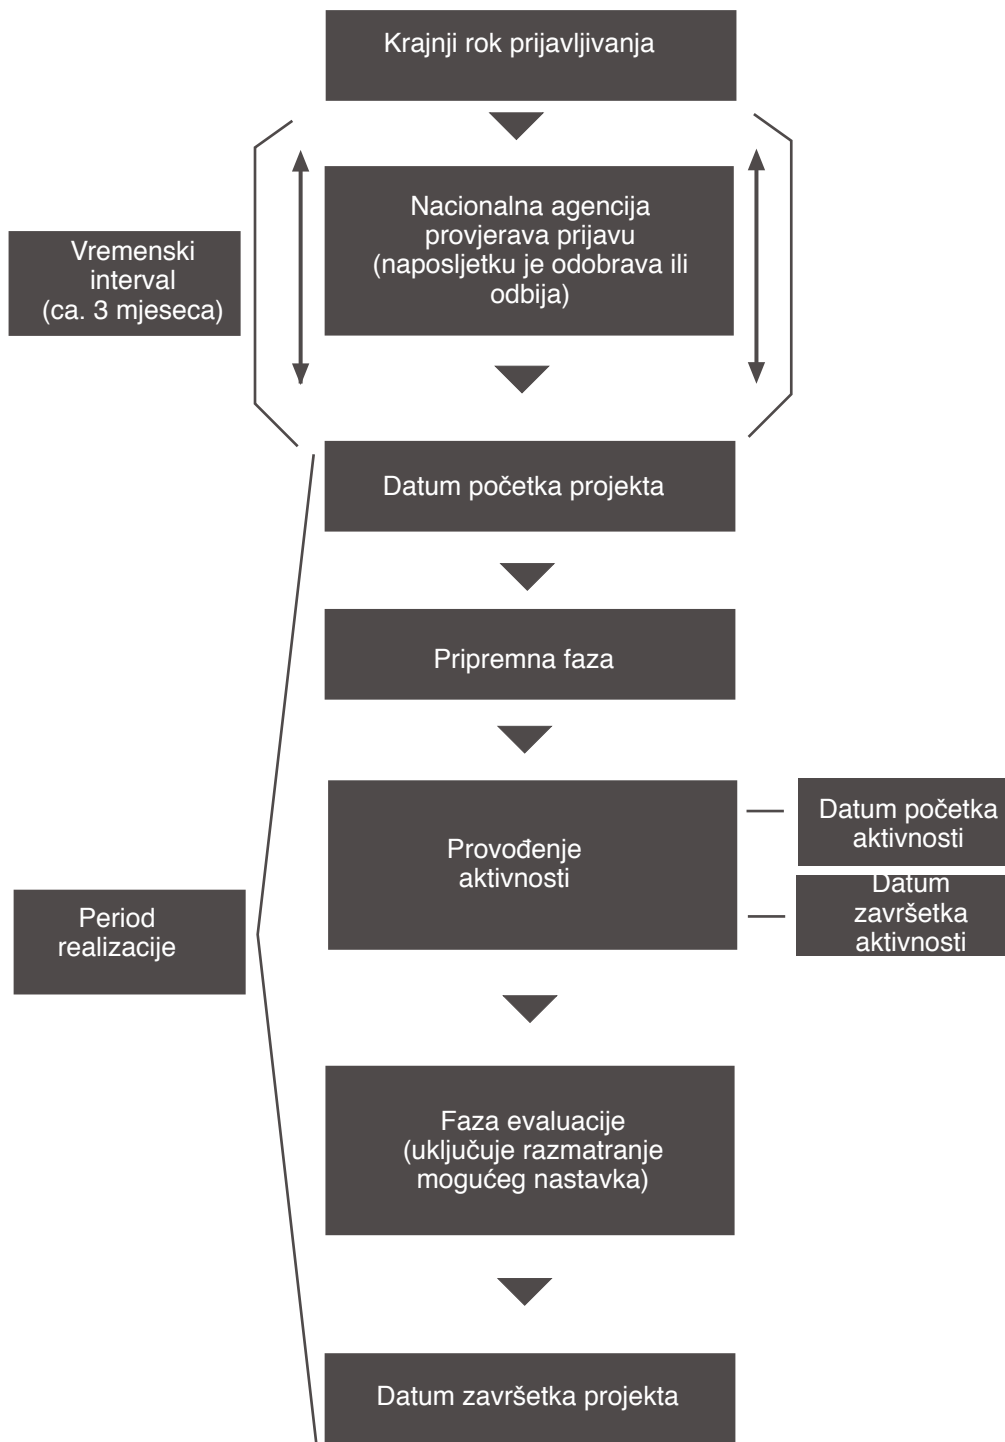 Krajnji rok prijavljivanja
Nacionalna agencija
provjerava prijavu
(naposljetku je odobrava ili
odbija)
Vremenski
interval
(ca. 3 mjeseca)
Datum početka projekta
Pripremna faza
Provođenje
aktivnosti
Datum početka
aktivnosti
Datum
završetka
aktivnosti
Period
realizacije
Faza evaluacije
(uključuje razmatranje
mogućeg nastavka)
Datum završetka projekta